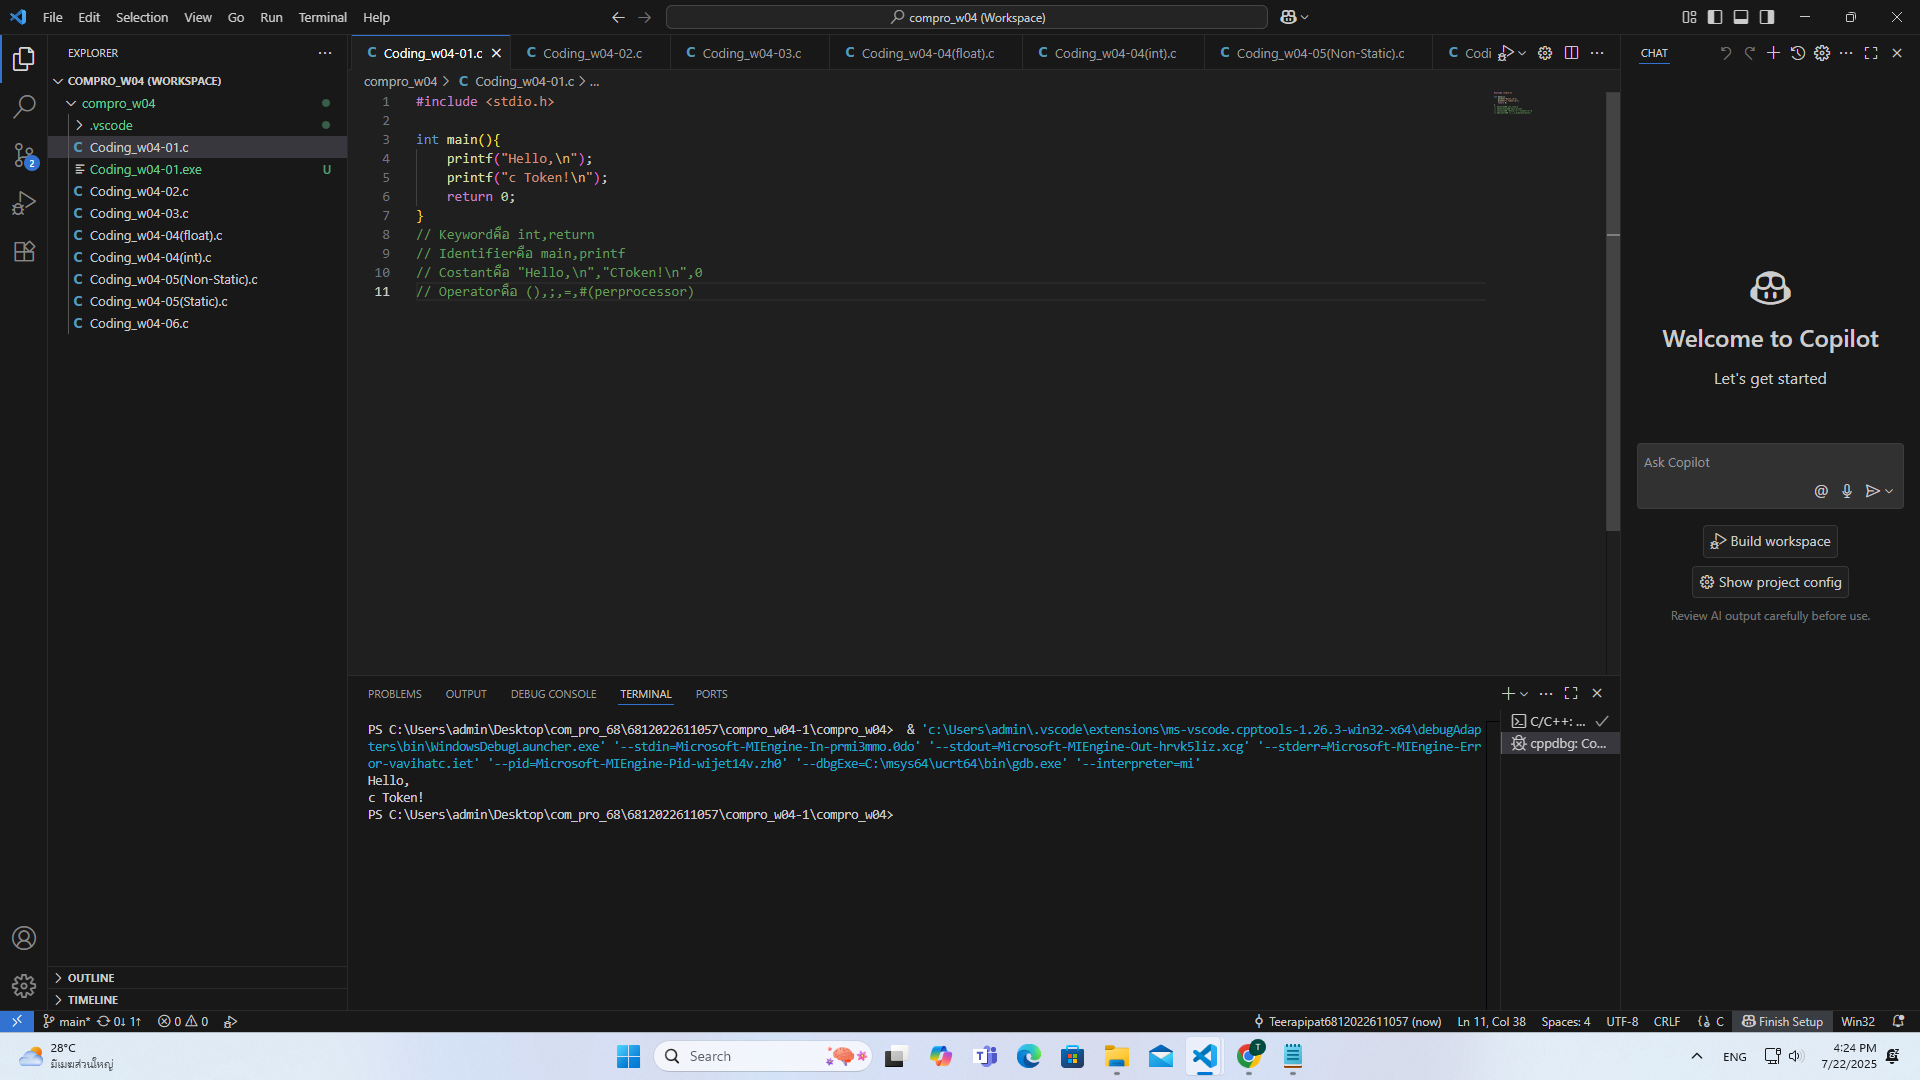 File Edit Selection View Go Run Terminal Help
compro_w04 (Workspace)
EXPLORER
COMPRO_W04 (WORKSPACE)
compro_w04
.vscode
Coding_w04-01.c
Coding_w04-01.exe U
Coding_w04-02.c
Coding_w04-03.c
Coding_w04-04(float).c
Coding_w04-04(int).c
Coding_w04-05(Non-Static).c
Coding_w04-05(Static).c
Coding_w04-06.c
OUTLINE
TIMELINE
2
Coding_w04-01.c Coding_w04-02.c Coding_w04-03.c Coding_w04-04(float).c Coding_w04-04(int).c Coding_w04-05(Non-Static).c Codi
compro_w04 > C Coding_w04-01.c > ...
1 #include <stdio.h>
2
3 int main(){
4 printf("Hello,\n");
5 printf("c Token!\n");
6 return 0;
7 }
8 // Keywordคือ int,return
9 // Identifierคือ main,printf
10 // Costantคือ "Hello,\n","CToken!\n",0
11 // Operatorคือ (),;,=,#(perprocessor)
PROBLEMS OUTPUT DEBUG CONSOLE TERMINAL PORTS
PS C:\Users\admin\Desktop\com_pro_68\6812022611057\compro_w04-1\compro_w04> & 'c:\Users\admin\.vscode\extensions\ms-vscode.cpptools-1.26.3-win32-x64\debugAdap
ters\bin\WindowsDebugLauncher.exe' '--stdin=Microsoft-MIEngine-In-prmi3mmo.0do' '--stdout=Microsoft-MIEngine-Out-hrvk5liz.xcg' '--stderr=Microsoft-MIEngine-Err
or-vavihatc.iet' '--pid=Microsoft-MIEngine-Pid-wijet14v.zh0' '--dbgExe=C:\msys64\ucrt64\bin\gdb.exe' '--interpreter=mi'
Hello,
c Token!
PS C:\Users\admin\Desktop\com_pro_68\6812022611057\compro_w04-1\compro_w04>
C/C++: ...
cppdbg: Co...
CHAT
Welcome to Copilot
Let's get started
Ask Copilot
Build workspace
Show project config
Review AI output carefully before use.
main* 0↓ 1↑ 0 0 Teerapipat6812022611057 (now) Ln 11, Col 38 Spaces: 4 UTF-8 CRLF {} C Finish Setup Win32
28°C
มีเมฆส่วนใหญ่
Search
T
ENG
4:24 PM
7/22/2025